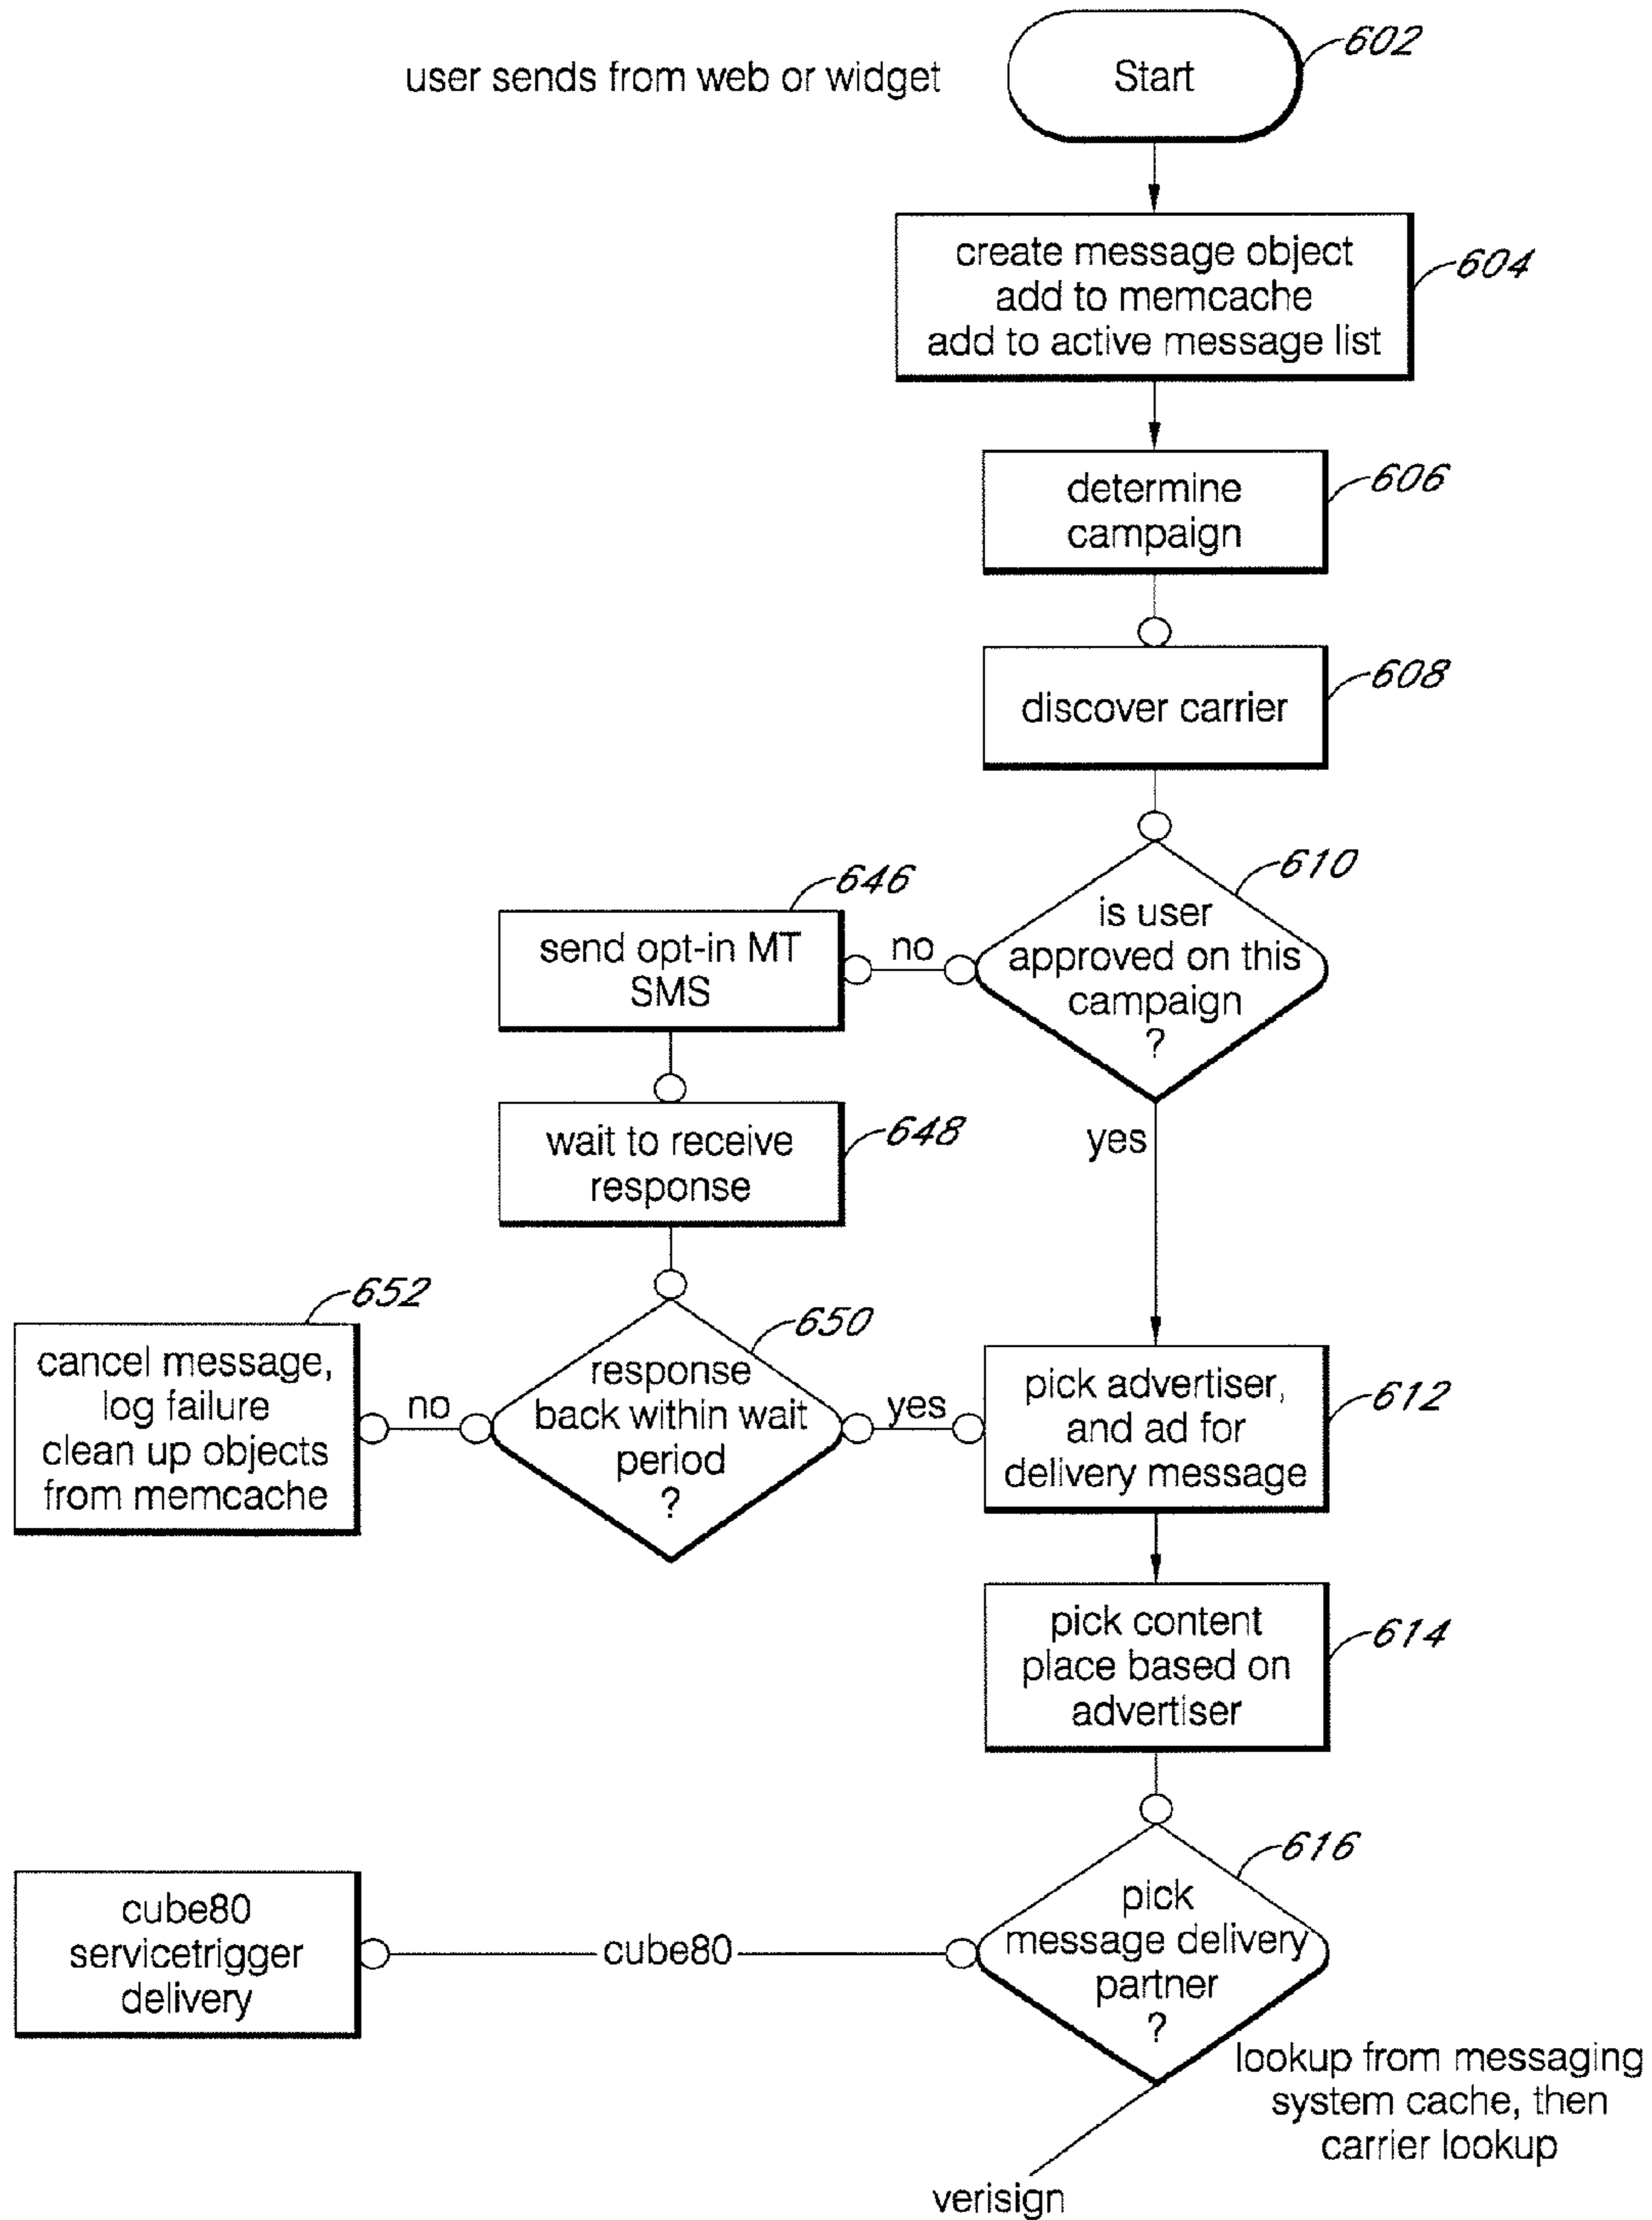 user sends from web or widget
Start
602
create message object
add to memcache
add to active message list
604
determine
campaign
606
discover carrier
608
is user
approved on this
campaign
?
610
no
yes
send opt-in MT
SMS
646
wait to receive
response
648
response
back within wait
period
?
650
no
yes
cancel message,
log failure
clean up objects
from memcache
652
pick advertiser,
and ad for
delivery message
612
pick content
place based on
advertiser
614
pick
message delivery
partner
?
616
cube80
cube80
servicetrigger
delivery
lookup from messaging
system cache, then
carrier lookup
verisign